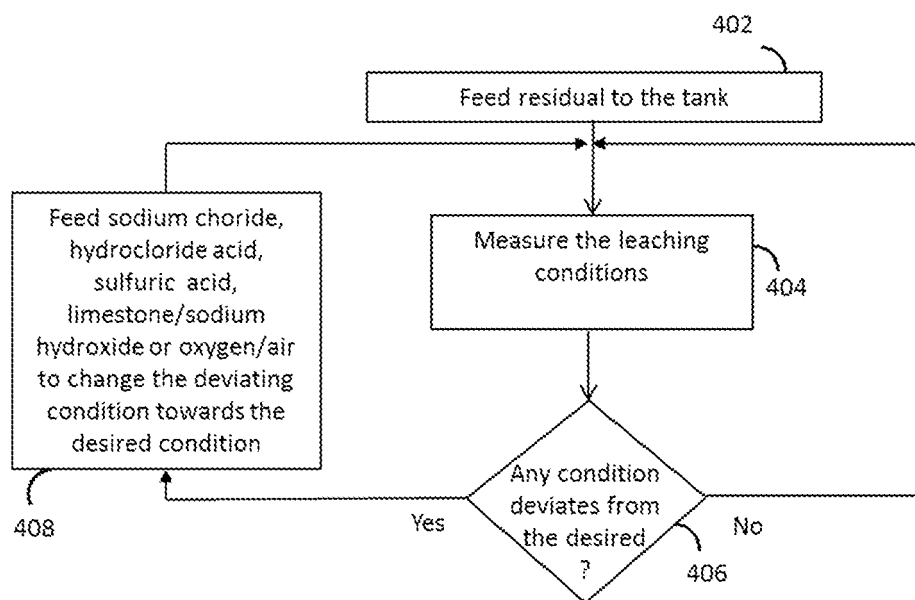 402
Feed residual to the tank
Feed sodium choride,
hydrocloride acid,
sulfuric acid,
limestone/sodium
hydroxide or oxygen/air
to change the deviating
condition towards the
desired condition
408
Measure the leaching
conditions
404
Any condition
deviates from
the desired
?
406
Yes
No